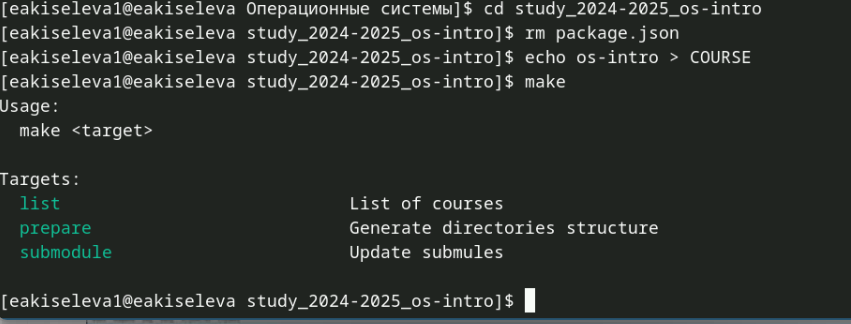 [eakiseleva1@eakiseleva Операционные системы]$ cd study_2024-2025_os-intro
[eakiseleva1@eakiseleva study_2024-2025_os-intro]$ rm package.json
[eakiseleva1@eakiseleva study_2024-2025_os-intro]$ echo os-intro > COURSE
[eakiseleva1@eakiseleva study_2024-2025_os-intro]$ make
Usage:
  make <target>
Targets:
  list                            List of courses
  prepare                         Generate directories structure
  submodule                       Update submules
[eakiseleva1@eakiseleva study_2024-2025_os-intro]$